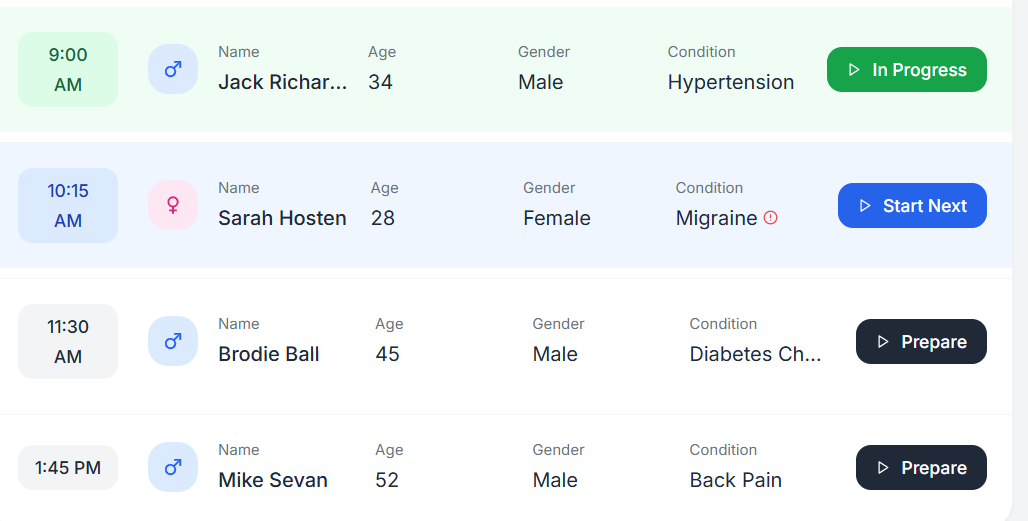 9:00
AM
Name Age Gender Condition
Jack Richar... 34 Male Hypertension
In Progress
10:15
AM
Name Age Gender Condition
Sarah Hosten 28 Female Migraine
Start Next
11:30
AM
Name Age Gender Condition
Brodie Ball 45 Male Diabetes Ch...
Prepare
1:45 PM
Name Age Gender Condition
Mike Sevan 52 Male Back Pain
Prepare